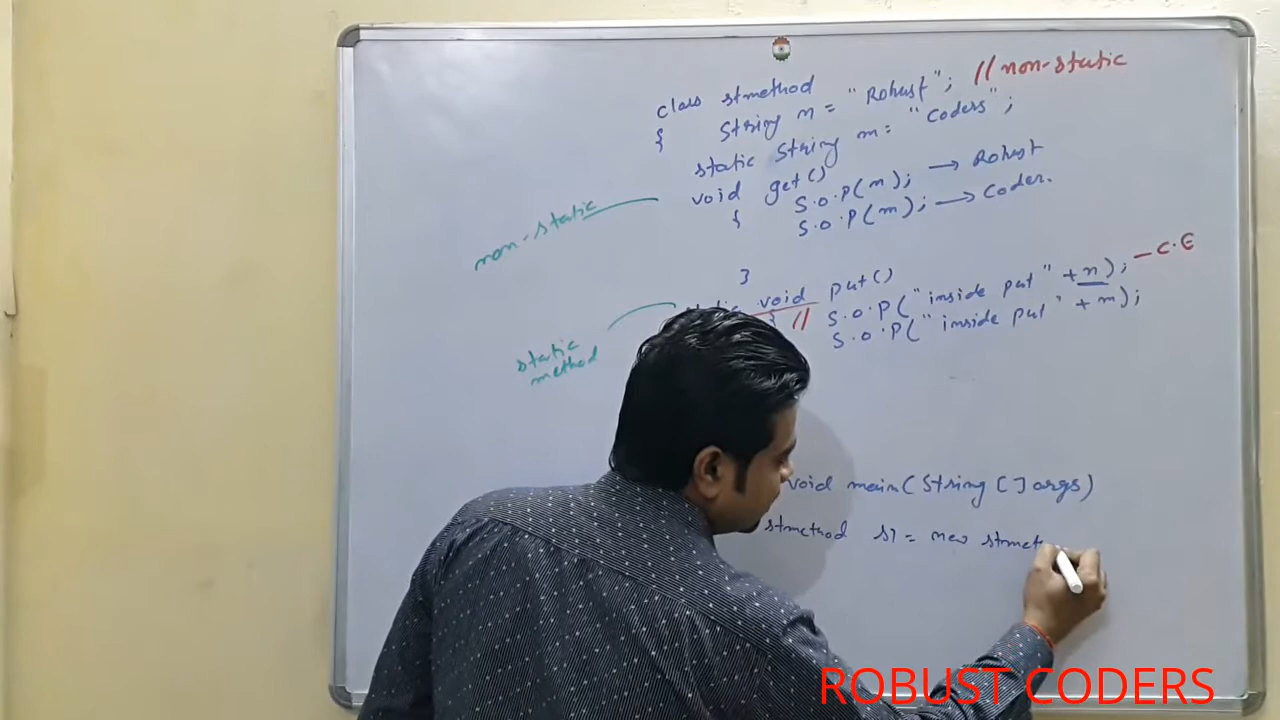 class stmethod
{ String n = "Robust"; // non-static
static String m = "Coders";
void get()
{ S.O.P(n); → Robust
S.O.P(m); → Coders.
non-static
}
void put()
{ // S.O.P("inside put" + n); - C.E
S.O.P("inside put" + m);
static
method
void main(String [] args)
stmethod s1 = new stmet
ROBUST CODERS